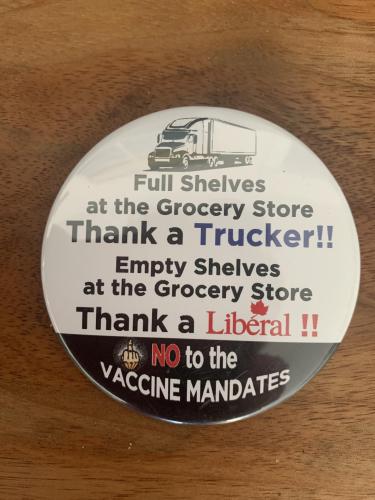 Full Shelves
at the Grocery Store
Thank a Trucker!!
Empty Shelves
at the Grocery Store
Thank a Liberal !!
NO to the
VACCINE MANDATES